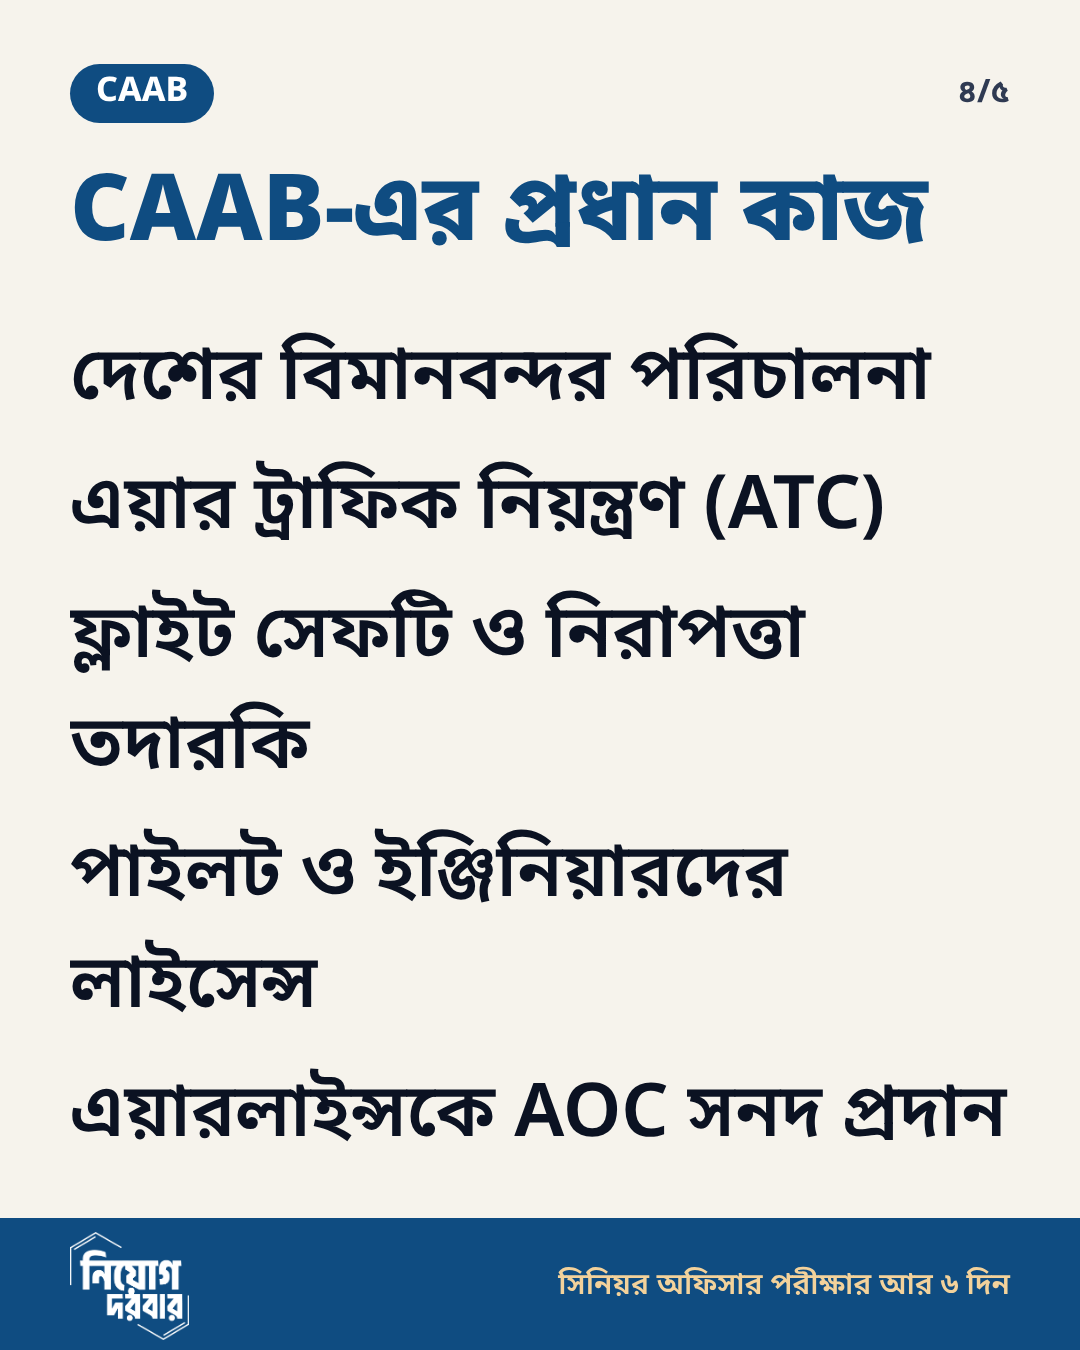 CAAB
৪/৫
CAAB-এর প্রধান কাজ
দেশের বিমানবন্দর পরিচালনা
এয়ার ট্রাফিক নিয়ন্ত্রণ (ATC)
ফ্লাইট সেফটি ও নিরাপত্তা
তদারকি
পাইলট ও ইঞ্জিনিয়ারদের
লাইসেন্স
এয়ারলাইন্সকে AOC সনদ প্রদান
নিয়োগ
দরবার
সিনিয়র অফিসার পরীক্ষার আর ৬ দিন